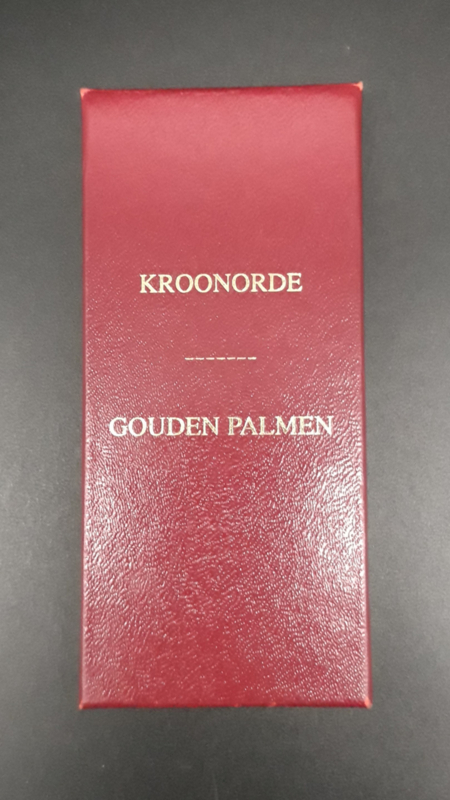 KROONORDE
-------
GOUDEN PALMEN